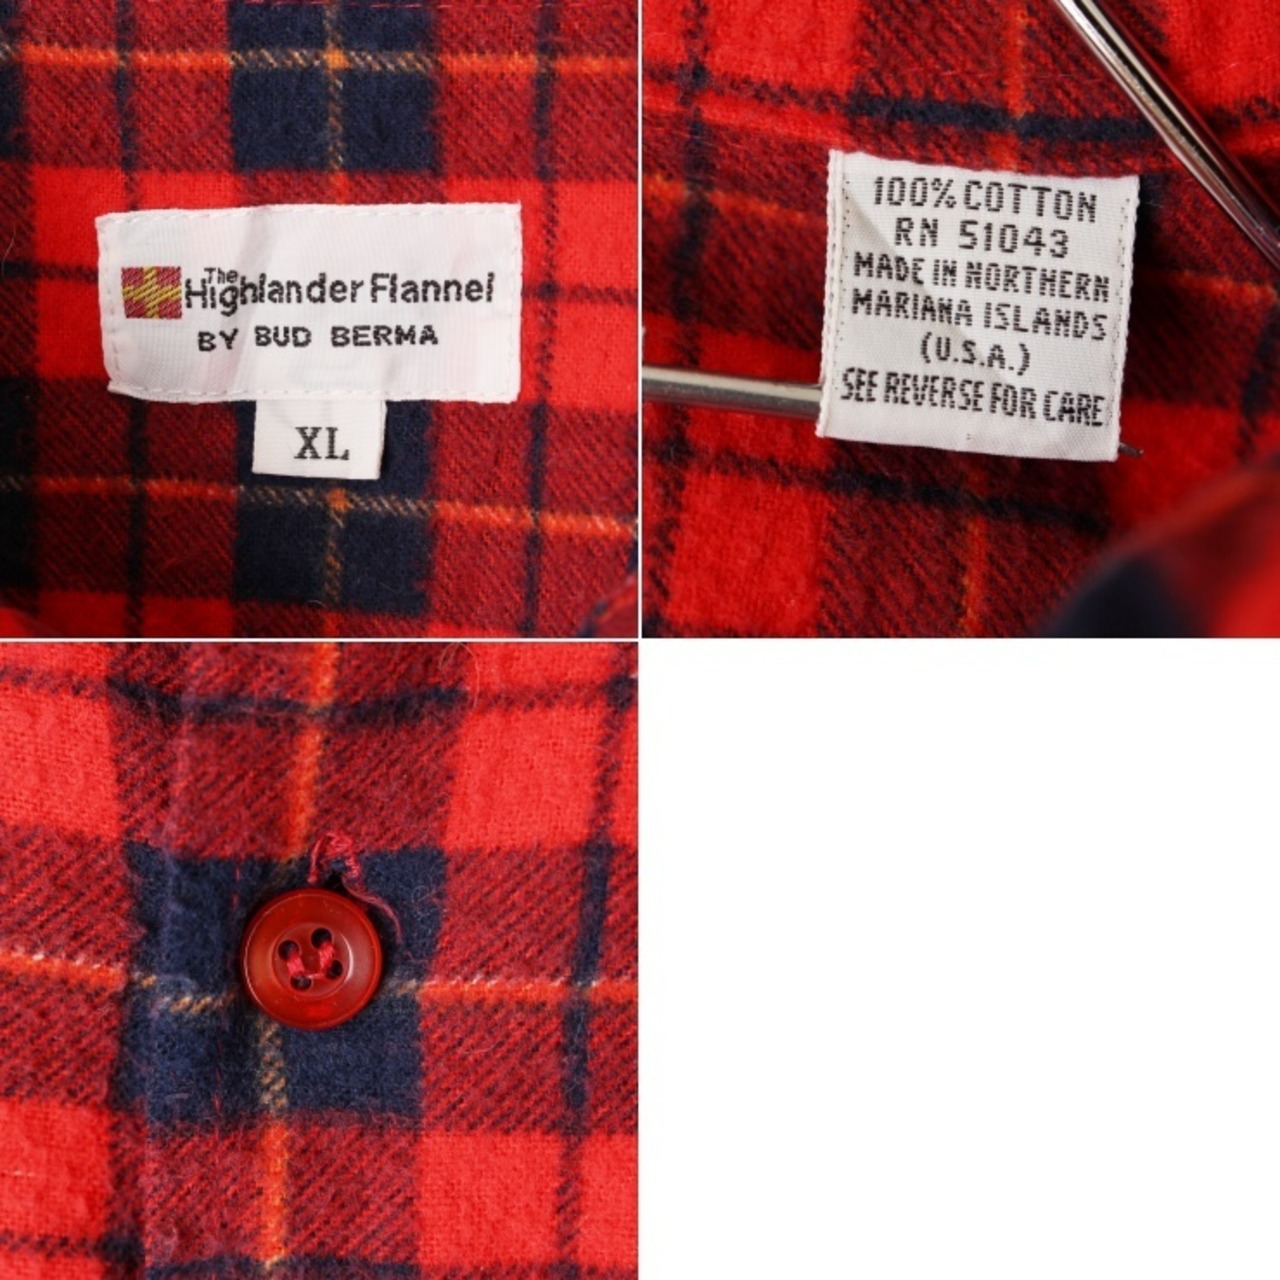 The
Highlander Flannel
BY BUD BERMA
XL
100% COTTON
RN 51043
MADE IN NORTHERN
MARIANA ISLANDS
(U.S.A.)
SEE REVERSE FOR CARE